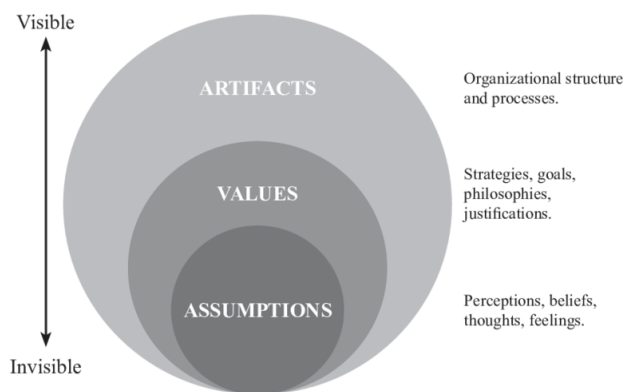 Visible
ARTIFACTS
Organizational structure
and processes.
VALUES
Strategies, goals,
philosophies,
justifications.
ASSUMPTIONS
Perceptions, beliefs,
thoughts, feelings.
Invisible